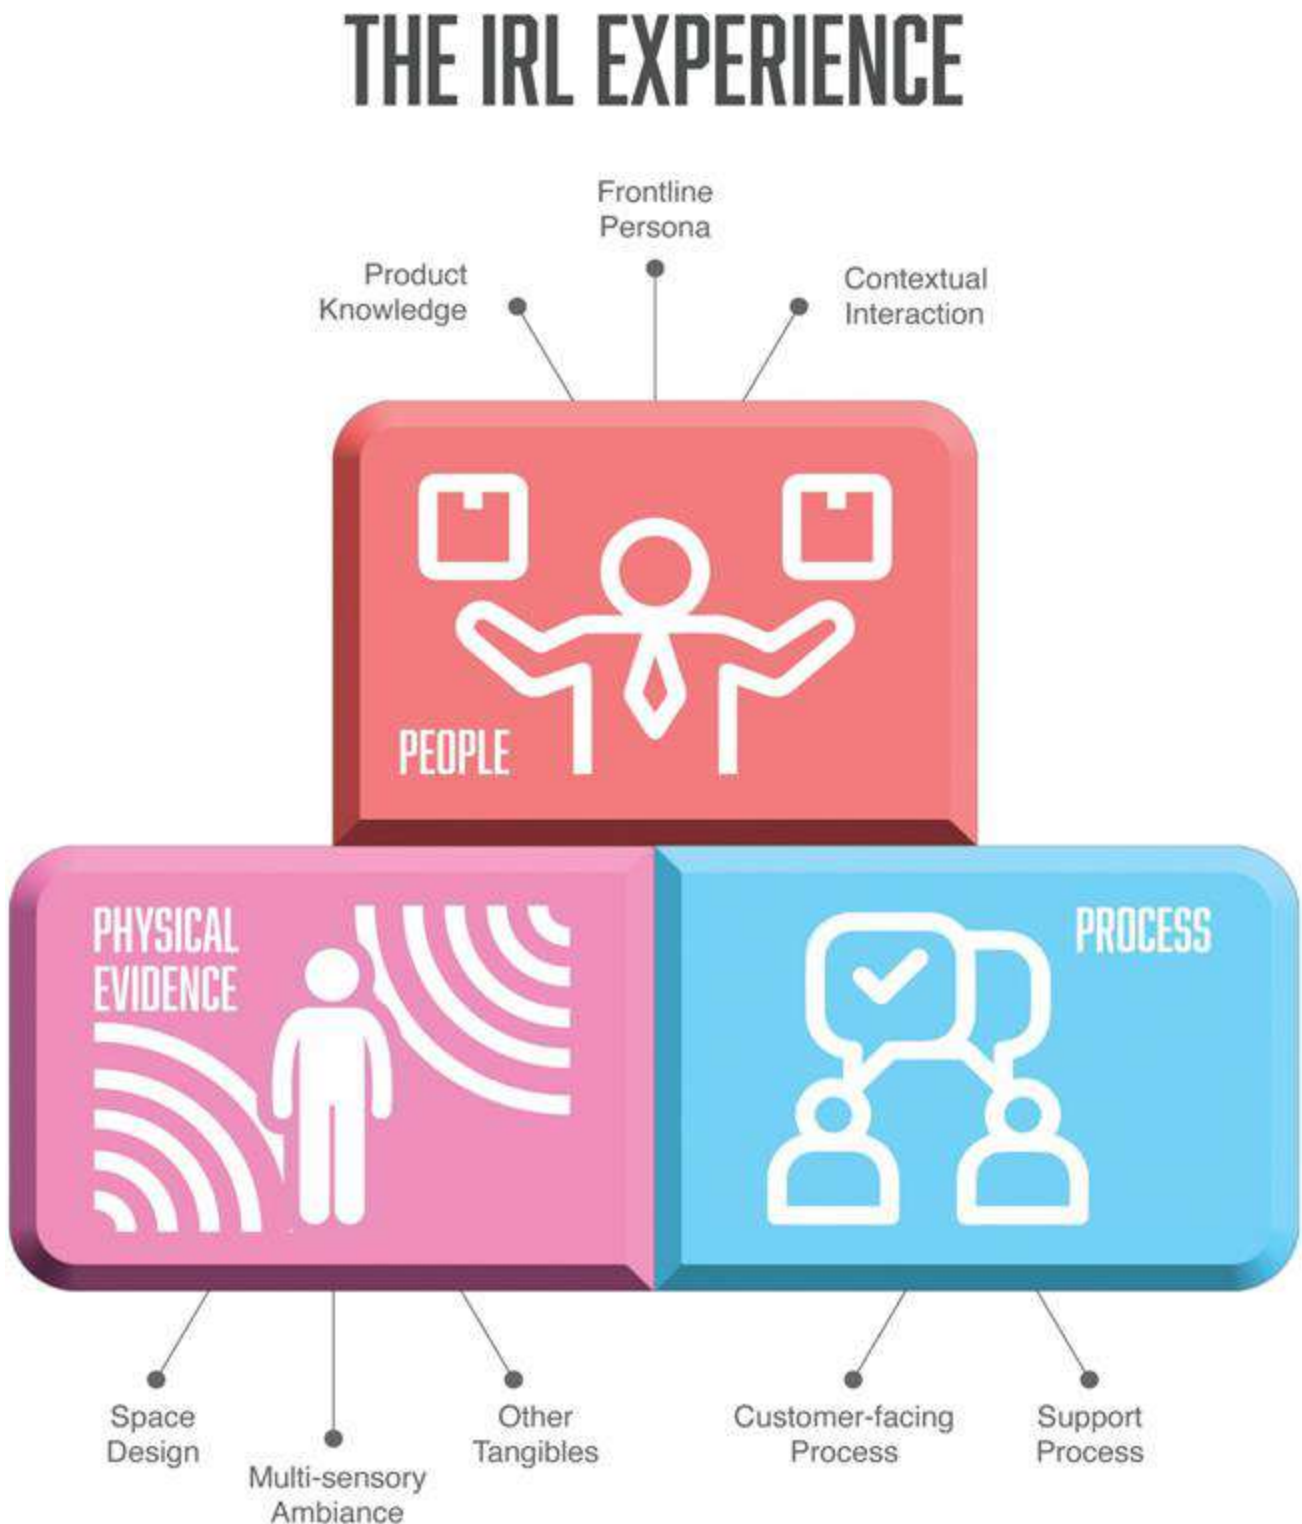 THE IRL EXPERIENCE
Frontline
Persona
Product
Knowledge
Contextual
Interaction
PEOPLE
PHYSICAL
EVIDENCE
PROCESS
Space
Design
Multi-sensory
Ambiance
Other
Tangibles
Customer-facing
Process
Support
Process